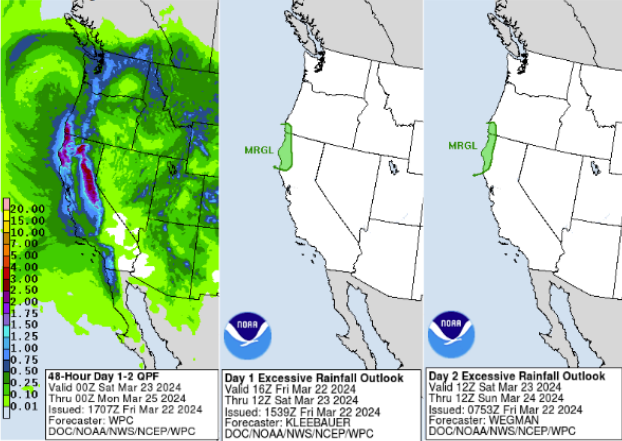 20.00
15.00
10.00
8.00
6.00
5.00
4.00
3.00
2.50
2.00
1.75
1.50
1.25
1.00
0.75
0.50
0.25
0.10
0.01
48-Hour Day 1-2 QPF
Valid 00Z Sat Mar 23 2024
Thru 00Z Mon Mar 25 2024
Issued: 1707Z Fri Mar 22 2024
Forecaster: WPC
DOC/NOAA/NWS/NCEP/WPC
MRGL
NOAA
Day 1 Excessive Rainfall Outlook
Valid 16Z Fri Mar 22 2024
Thru 12Z Sat Mar 23 2024
Issued: 1539Z Fri Mar 22 2024
Forecaster: KLEEBAUER
DOC/NOAA/NWS/NCEP/WPC
MRGL
NOAA
Day 2 Excessive Rainfall Outlook
Valid 12Z Sat Mar 23 2024
Thru 12Z Sun Mar 24 2024
Issued: 0753Z Fri Mar 22 2024
Forecaster: WEGMAN
DOC/NOAA/NWS/NCEP/WPC